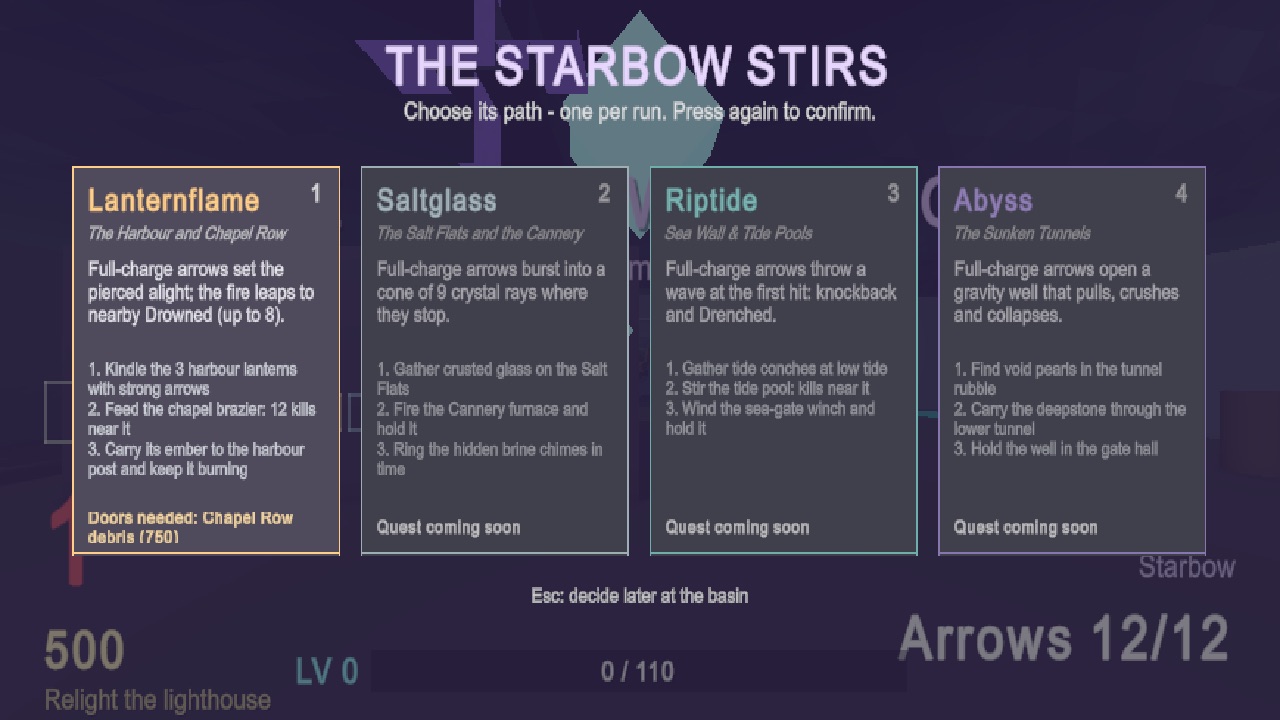 THE STARBOW STIRS
Choose its path - one per run. Press again to confirm.
Lanternflame 1
The Harbour and Chapel Row
Full-charge arrows set the
pierced alight; the fire leaps to
nearby Drowned (up to 8).
1. Kindle the 3 harbour lanterns
with strong arrows
2. Feed the chapel brazier: 12 kills
near it
3. Carry its ember to the harbour
post and keep it burning
Doors needed: Chapel Row
debris (750)
Saltglass 2
The Salt Flats and the Cannery
Full-charge arrows burst into a
cone of 9 crystal rays where
they stop.
1. Gather crusted glass on the Salt
Flats
2. Fire the Cannery furnace and
hold it
3. Ring the hidden brine chimes in
time
Quest coming soon
Riptide 3
Sea Wall & Tide Pools
Full-charge arrows throw a
wave at the first hit: knockback
and Drenched.
1. Gather tide conches at low tide
2. Stir the tide pool: kills near it
3. Wind the sea-gate winch and
hold it
Quest coming soon
Abyss 4
The Sunken Tunnels
Full-charge arrows open a
gravity well that pulls, crushes
and collapses.
1. Find void pearls in the tunnel
rubble
2. Carry the deepstone through the
lower tunnel
3. Hold the well in the gate hall
Quest coming soon
Esc: decide later at the basin
1
Starbow
Arrows 12/12
500
Relight the lighthouse
LV 0
0 / 110